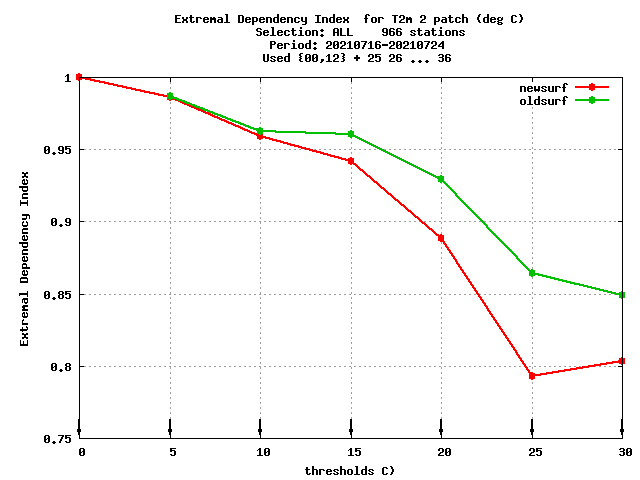 Extremal Dependency Index  for T2m 2 patch (deg C)
Selection: ALL    966 stations
Period: 20210716-20210724
Used {00,12} + 25 26 ... 36
newsurf
oldsurf
1
0.95
0.9
0.85
0.8
0.75
Extremal Dependency Index
0 5 10 15 20 25 30
thresholds C)